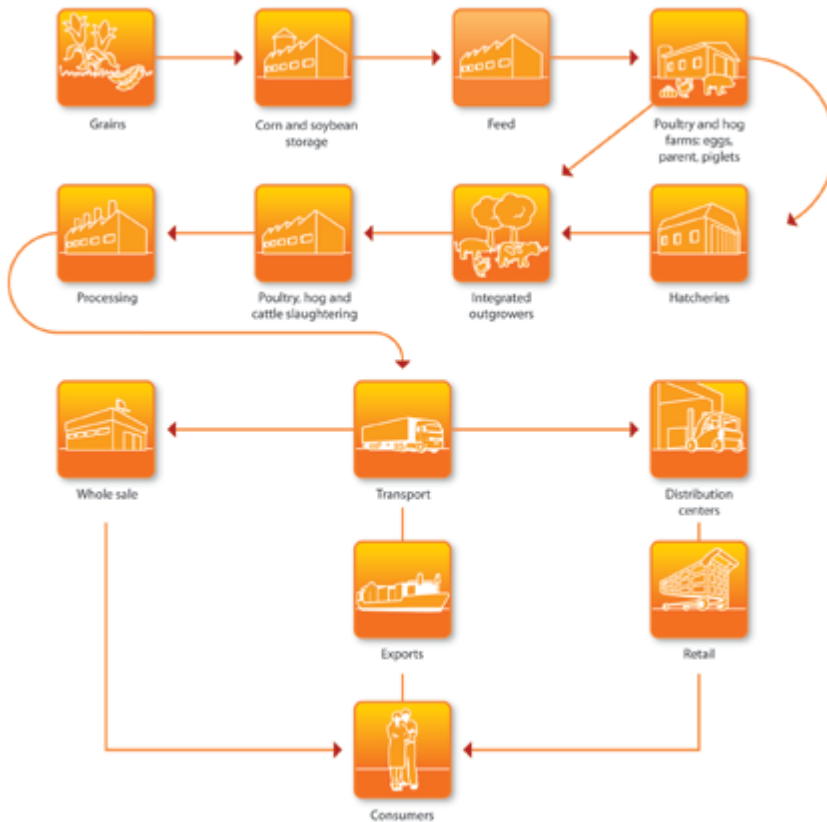 Grains
Corn and soybean
storage
Feed
Poultry and hog
farms: eggs,
parent, piglets
Processing
Poultry, hog and
cattle slaughtering
Integrated
outgrowers
Hatcheries
Whole sale
Transport
Distribution
centers
Exports
Retail
Consumers